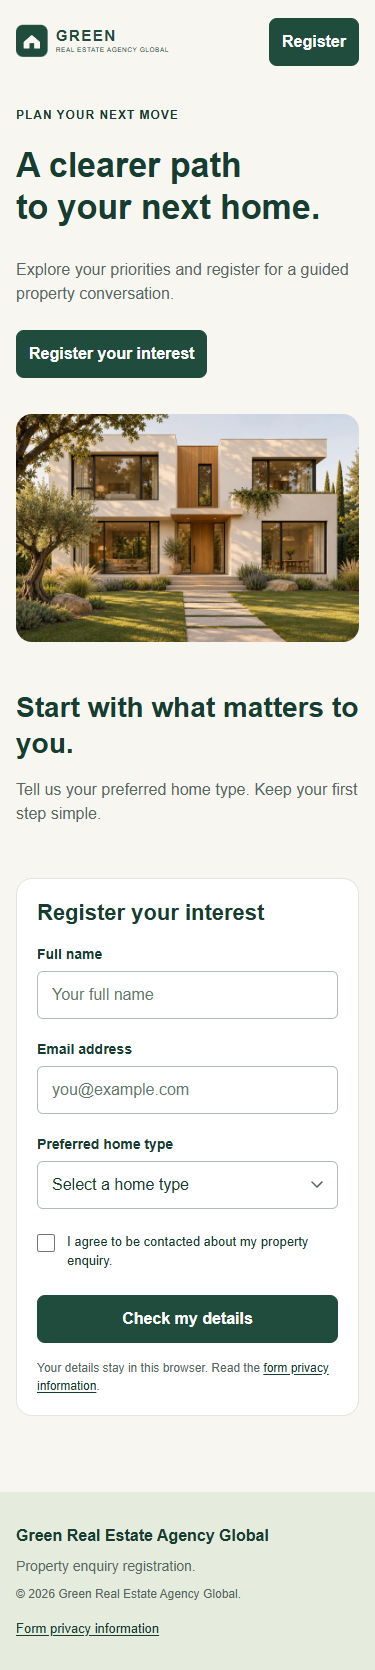 GREEN
REAL ESTATE AGENCY GLOBAL
Register
PLAN YOUR NEXT MOVE
A clearer path
to your next home.
Explore your priorities and register for a guided
property conversation.
Register your interest
Start with what matters to
you.
Tell us your preferred home type. Keep your first
step simple.
Register your interest
Full name
Your full name
Email address
you@example.com
Preferred home type
Select a home type
I agree to be contacted about my property
enquiry.
Check my details
Your details stay in this browser. Read the form privacy
information.
Green Real Estate Agency Global
Property enquiry registration.
© 2026 Green Real Estate Agency Global.
Form privacy information